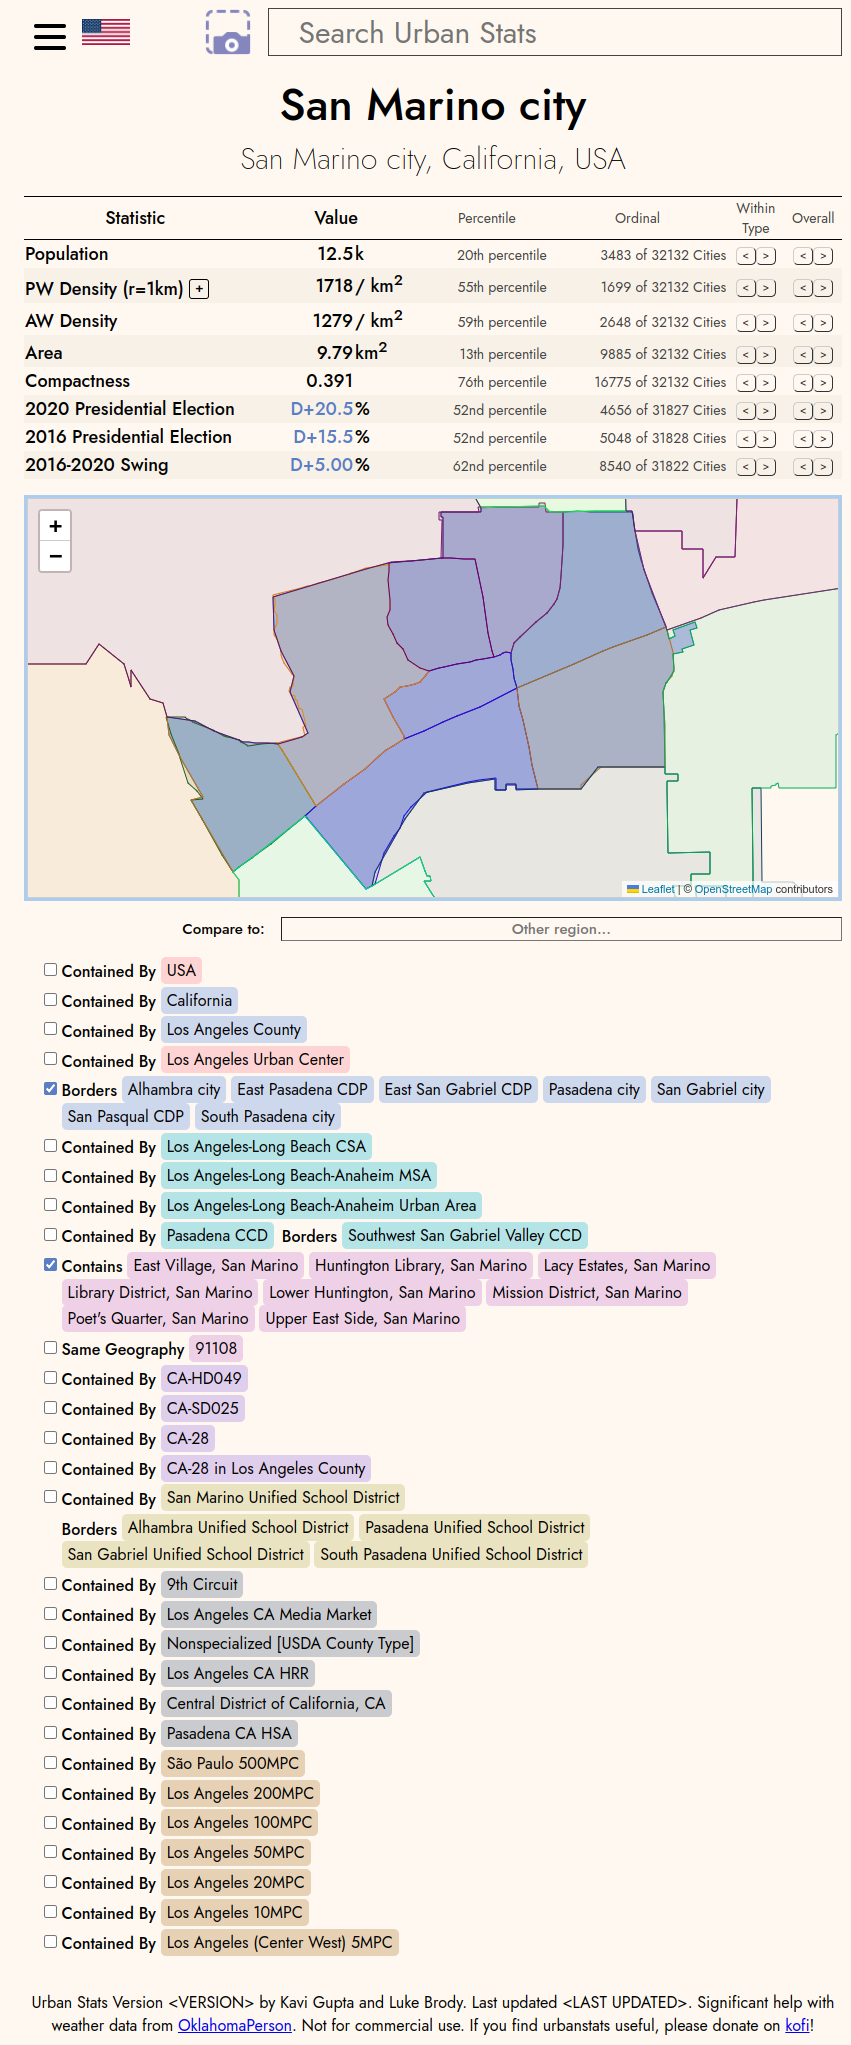 Search Urban Stats
San Marino city
San Marino city, California, USA
Statistic Value Percentile Ordinal Within Type Overall
Population 12.5k 20th percentile 3483 of 32132 Cities < > < >
PW Density (r=1km) + 1718 / km2 55th percentile 1699 of 32132 Cities < > < >
AW Density 1279 / km2 59th percentile 2648 of 32132 Cities < > < >
Area 9.79 km2 13th percentile 9885 of 32132 Cities < > < >
Compactness 0.391 76th percentile 16775 of 32132 Cities < > < >
2020 Presidential Election D+20.5% 52nd percentile 4656 of 31827 Cities < > < >
2016 Presidential Election D+15.5% 52nd percentile 5048 of 31828 Cities < > < >
2016-2020 Swing D+5.00% 62nd percentile 8540 of 31822 Cities < > < >
+
−
Leaflet | © OpenStreetMap contributors
Compare to: Other region...
Contained By USA
Contained By California
Contained By Los Angeles County
Contained By Los Angeles Urban Center
Borders Alhambra city East Pasadena CDP East San Gabriel CDP Pasadena city San Gabriel city
San Pasqual CDP South Pasadena city
Contained By Los Angeles-Long Beach CSA
Contained By Los Angeles-Long Beach-Anaheim MSA
Contained By Los Angeles-Long Beach-Anaheim Urban Area
Contained By Pasadena CCD Borders Southwest San Gabriel Valley CCD
Contains East Village, San Marino Huntington Library, San Marino Lacy Estates, San Marino
Library District, San Marino Lower Huntington, San Marino Mission District, San Marino
Poet's Quarter, San Marino Upper East Side, San Marino
Same Geography 91108
Contained By CA-HD049
Contained By CA-SD025
Contained By CA-28
Contained By CA-28 in Los Angeles County
Contained By San Marino Unified School District
Borders Alhambra Unified School District Pasadena Unified School District
San Gabriel Unified School District South Pasadena Unified School District
Contained By 9th Circuit
Contained By Los Angeles CA Media Market
Contained By Nonspecialized [USDA County Type]
Contained By Los Angeles CA HRR
Contained By Central District of California, CA
Contained By Pasadena CA HSA
Contained By São Paulo 500MPC
Contained By Los Angeles 200MPC
Contained By Los Angeles 100MPC
Contained By Los Angeles 50MPC
Contained By Los Angeles 20MPC
Contained By Los Angeles 10MPC
Contained By Los Angeles (Center West) 5MPC
Urban Stats Version <VERSION> by Kavi Gupta and Luke Brody. Last updated <LAST UPDATED>. Significant help with
weather data from OklahomaPerson. Not for commercial use. If you find urbanstats useful, please donate on kofi!